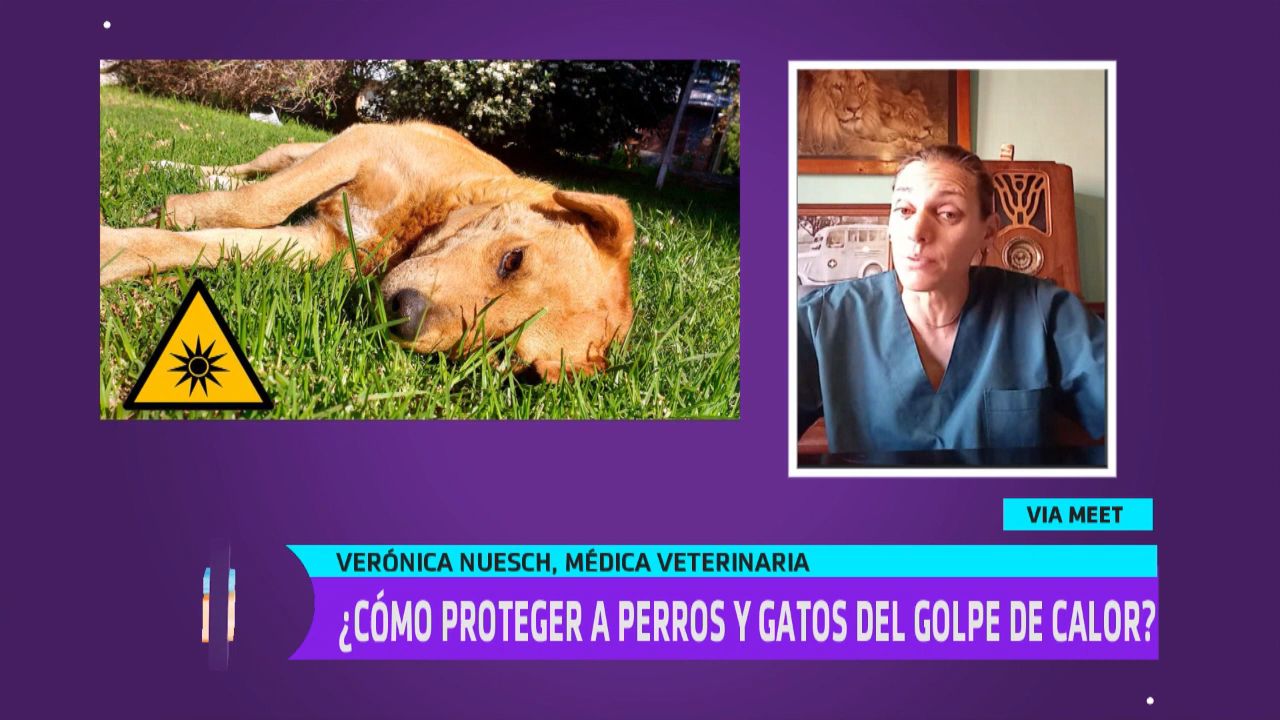 VIA MEET
VERÓNICA NUESCH, MÉDICA VETERINARIA
¿CÓMO PROTEGER A PERROS Y GATOS DEL GOLPE DE CALOR?